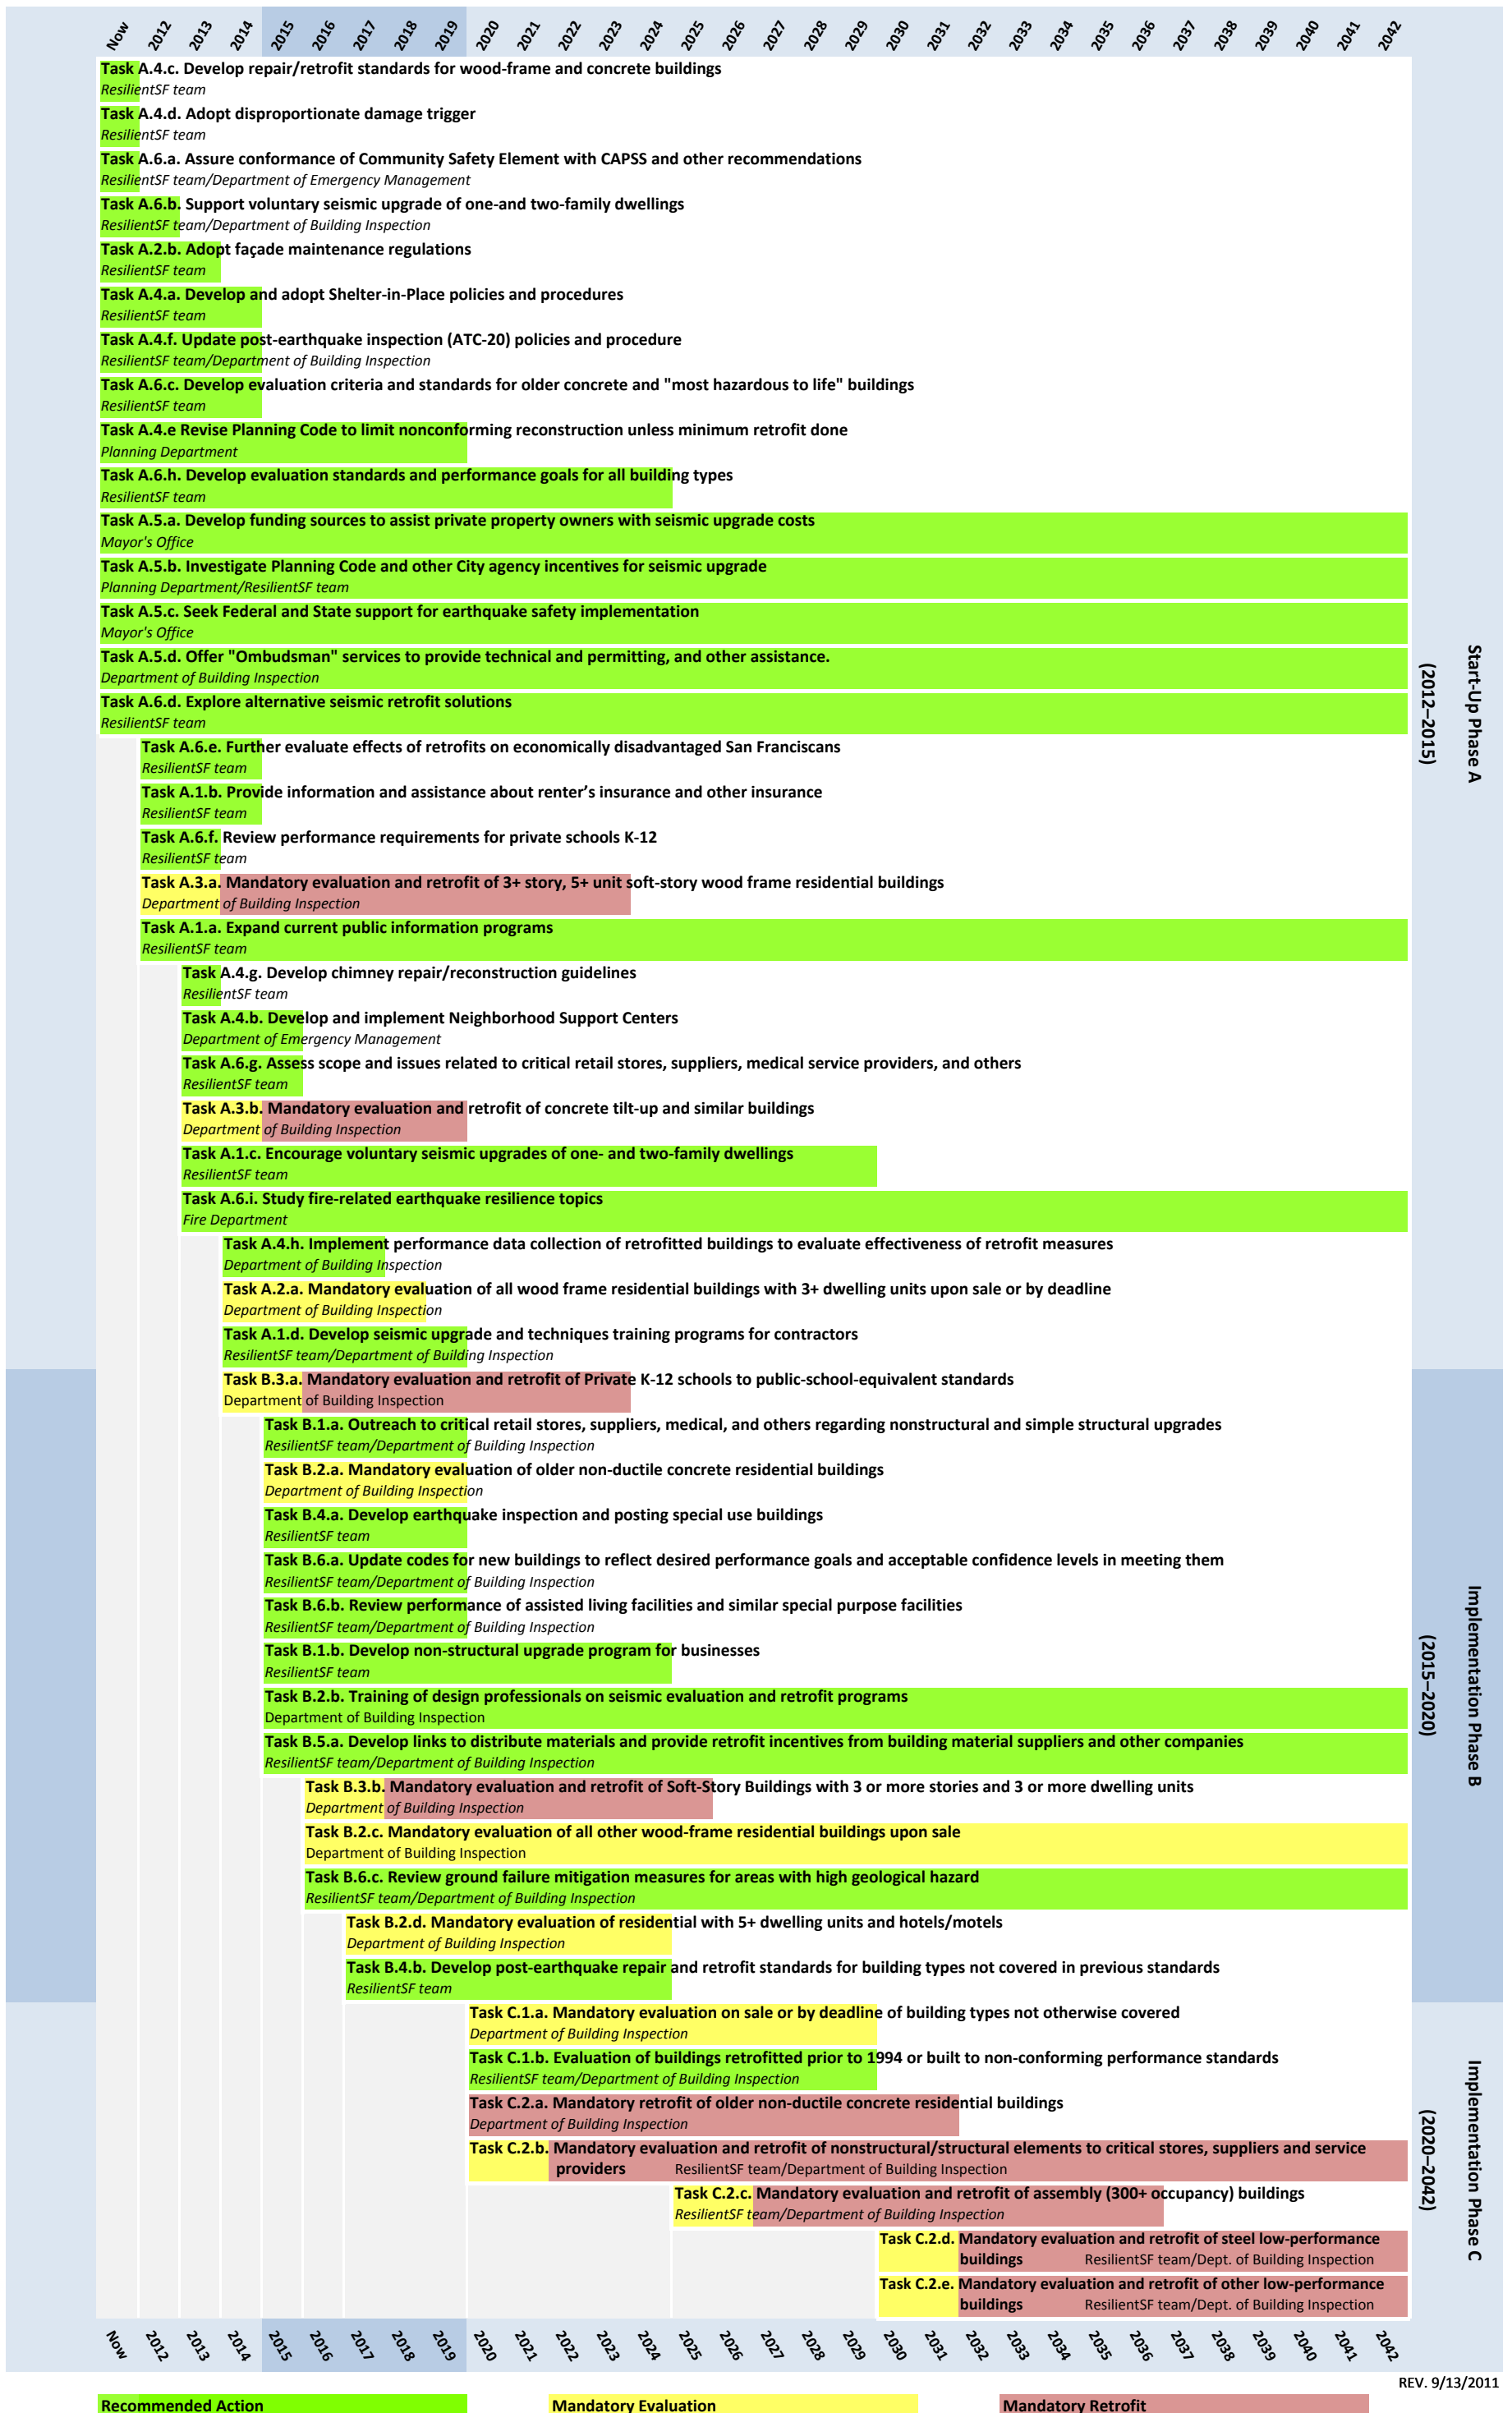 Now 2012 2013 2014 2015 2016 2017 2018 2019 2020 2021 2022 2023 2024 2025 2026 2027 2028 2029 2030 2031 2032 2033 2034 2035 2036 2037 2038 2039 2040 2041 2042
Task A.4.c. Develop repair/retrofit standards for wood-frame and concrete buildings
ResilientSF team
Task A.4.d. Adopt disproportionate damage trigger
ResilientSF team
Task A.6.a. Assure conformance of Community Safety Element with CAPSS and other recommendations
ResilientSF team/Department of Emergency Management
Task A.6.b. Support voluntary seismic upgrade of one-and two-family dwellings
ResilientSF team/Department of Building Inspection
Task A.2.b. Adopt façade maintenance regulations
ResilientSF team
Task A.4.a. Develop and adopt Shelter-in-Place policies and procedures
ResilientSF team
Task A.4.f. Update post-earthquake inspection (ATC-20) policies and procedure
ResilientSF team/Department of Building Inspection
Task A.6.c. Develop evaluation criteria and standards for older concrete and "most hazardous to life" buildings
ResilientSF team
Task A.4.e Revise Planning Code to limit nonconforming reconstruction unless minimum retrofit done
Planning Department
Task A.6.h. Develop evaluation standards and performance goals for all building types
ResilientSF team
Task A.5.a. Develop funding sources to assist private property owners with seismic upgrade costs
Mayor's Office
Task A.5.b. Investigate Planning Code and other City agency incentives for seismic upgrade
Planning Department/ResilientSF team
Task A.5.c. Seek Federal and State support for earthquake safety implementation
Mayor's Office
Task A.5.d. Offer "Ombudsman" services to provide technical and permitting, and other assistance.
Department of Building Inspection
Task A.6.d. Explore alternative seismic retrofit solutions
ResilientSF team
Task A.6.e. Further evaluate effects of retrofits on economically disadvantaged San Franciscans
ResilientSF team
Task A.1.b. Provide information and assistance about renter's insurance and other insurance
ResilientSF team
Task A.6.f. Review performance requirements for private schools K-12
ResilientSF team
Task A.3.a. Mandatory evaluation and retrofit of 3+ story, 5+ unit soft-story wood frame residential buildings
Department of Building Inspection
Task A.1.a. Expand current public information programs
ResilientSF team
Task A.4.g. Develop chimney repair/reconstruction guidelines
ResilientSF team
Task A.4.b. Develop and implement Neighborhood Support Centers
Department of Emergency Management
Task A.6.g. Assess scope and issues related to critical retail stores, suppliers, medical service providers, and others
ResilientSF team
Task A.3.b. Mandatory evaluation and retrofit of concrete tilt-up and similar buildings
Department of Building Inspection
Task A.1.c. Encourage voluntary seismic upgrades of one- and two-family dwellings
ResilientSF team
Task A.6.i. Study fire-related earthquake resilience topics
Fire Department
Task A.4.h. Implement performance data collection of retrofitted buildings to evaluate effectiveness of retrofit measures
Department of Building Inspection
Task A.2.a. Mandatory evaluation of all wood frame residential buildings with 3+ dwelling units upon sale or by deadline
Department of Building Inspection
Task A.1.d. Develop seismic upgrade and techniques training programs for contractors
ResilientSF team/Department of Building Inspection
Start-Up Phase A
(2012–2015)
Task B.3.a. Mandatory evaluation and retrofit of Private K-12 schools to public-school-equivalent standards
Department of Building Inspection
Task B.1.a. Outreach to critical retail stores, suppliers, medical, and others regarding nonstructural and simple structural upgrades
ResilientSF team/Department of Building Inspection
Task B.2.a. Mandatory evaluation of older non-ductile concrete residential buildings
Department of Building Inspection
Task B.4.a. Develop earthquake inspection and posting special use buildings
ResilientSF team
Task B.6.a. Update codes for new buildings to reflect desired performance goals and acceptable confidence levels in meeting them
ResilientSF team/Department of Building Inspection
Task B.6.b. Review performance of assisted living facilities and similar special purpose facilities
ResilientSF team/Department of Building Inspection
Task B.1.b. Develop non-structural upgrade program for businesses
ResilientSF team
Task B.2.b. Training of design professionals on seismic evaluation and retrofit programs
Department of Building Inspection
Task B.5.a. Develop links to distribute materials and provide retrofit incentives from building material suppliers and other companies
ResilientSF team/Department of Building Inspection
Task B.3.b. Mandatory evaluation and retrofit of Soft-Story Buildings with 3 or more stories and 3 or more dwelling units
Department of Building Inspection
Task B.2.c. Mandatory evaluation of all other wood-frame residential buildings upon sale
Department of Building Inspection
Task B.6.c. Review ground failure mitigation measures for areas with high geological hazard
ResilientSF team/Department of Building Inspection
Task B.2.d. Mandatory evaluation of residential with 5+ dwelling units and hotels/motels
Department of Building Inspection
Task B.4.b. Develop post-earthquake repair and retrofit standards for building types not covered in previous standards
ResilientSF team
Implementation Phase B
(2015–2020)
Task C.1.a. Mandatory evaluation on sale or by deadline of building types not otherwise covered
Department of Building Inspection
Task C.1.b. Evaluation of buildings retrofitted prior to 1994 or built to non-conforming performance standards
ResilientSF team/Department of Building Inspection
Task C.2.a. Mandatory retrofit of older non-ductile concrete residential buildings
Department of Building Inspection
Task C.2.b. Mandatory evaluation and retrofit of nonstructural/structural elements to critical stores, suppliers and service
providers ResilientSF team/Department of Building Inspection
Task C.2.c. Mandatory evaluation and retrofit of assembly (300+ occupancy) buildings
ResilientSF team/Department of Building Inspection
Task C.2.d. Mandatory evaluation and retrofit of steel low-performance
buildings ResilientSF team/Dept. of Building Inspection
Task C.2.e. Mandatory evaluation and retrofit of other low-performance
buildings ResilientSF team/Dept. of Building Inspection
Implementation Phase C
(2020–2042)
Now 2012 2013 2014 2015 2016 2017 2018 2019 2020 2021 2022 2023 2024 2025 2026 2027 2028 2029 2030 2031 2032 2033 2034 2035 2036 2037 2038 2039 2040 2041 2042
REV. 9/13/2011
Recommended Action Mandatory Evaluation Mandatory Retrofit